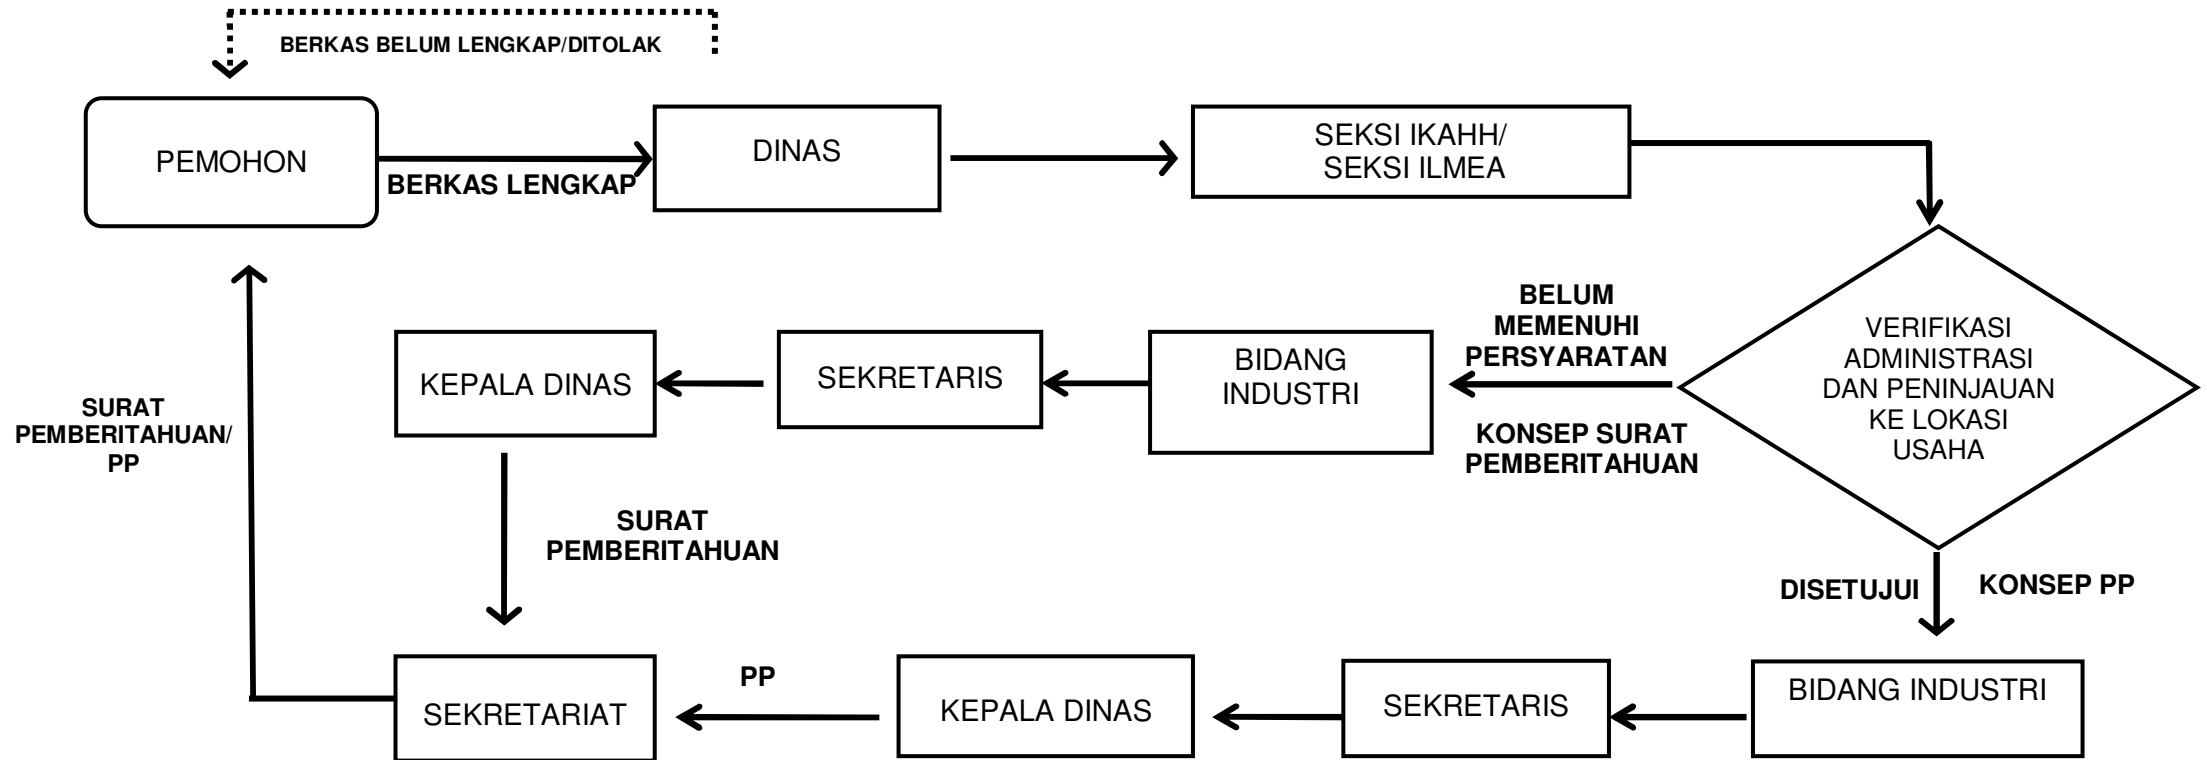 BERKAS BELUM LENGKAP/DITOLAK
PEMOHON
BERKAS LENGKAP
DINAS
SEKSI IKAHH/
SEKSI ILMEA
VERIFIKASI
ADMINISTRASI
DAN PENINJAUAN
KE LOKASI
USAHA
BELUM
MEMENUHI
PERSYARATAN
KONSEP SURAT
PEMBERITAHUAN
BIDANG
INDUSTRI
SEKRETARIS
KEPALA DINAS
SURAT
PEMBERITAHUAN/
PP
SURAT
PEMBERITAHUAN
DISETUJUI
KONSEP PP
BIDANG INDUSTRI
SEKRETARIS
KEPALA DINAS
PP
SEKRETARIAT